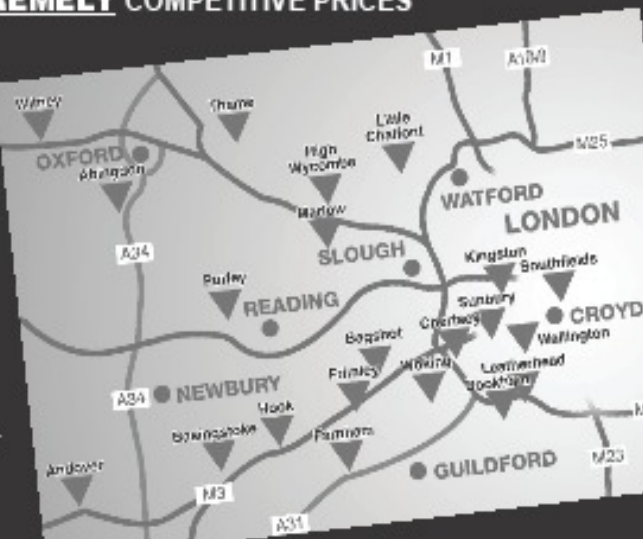 EXTREMELY COMPETITIVE PRICES
M1
A1(M)
Witney
Thame
Little
Chalfont
M25
OXFORD
High
Wycombe
Abingdon
WATFORD
Marlow
LONDON
A34
SLOUGH
Kingston
Southfields
Purley
READING
Sunbury
CROYD
Chertsey
Wallington
Bagshot
Woking
Leatherhead
Frimley
Bookham
A34
NEWBURY
Hook
Basingstoke
Farnham
M23
Andover
GUILDFORD
M3
A31